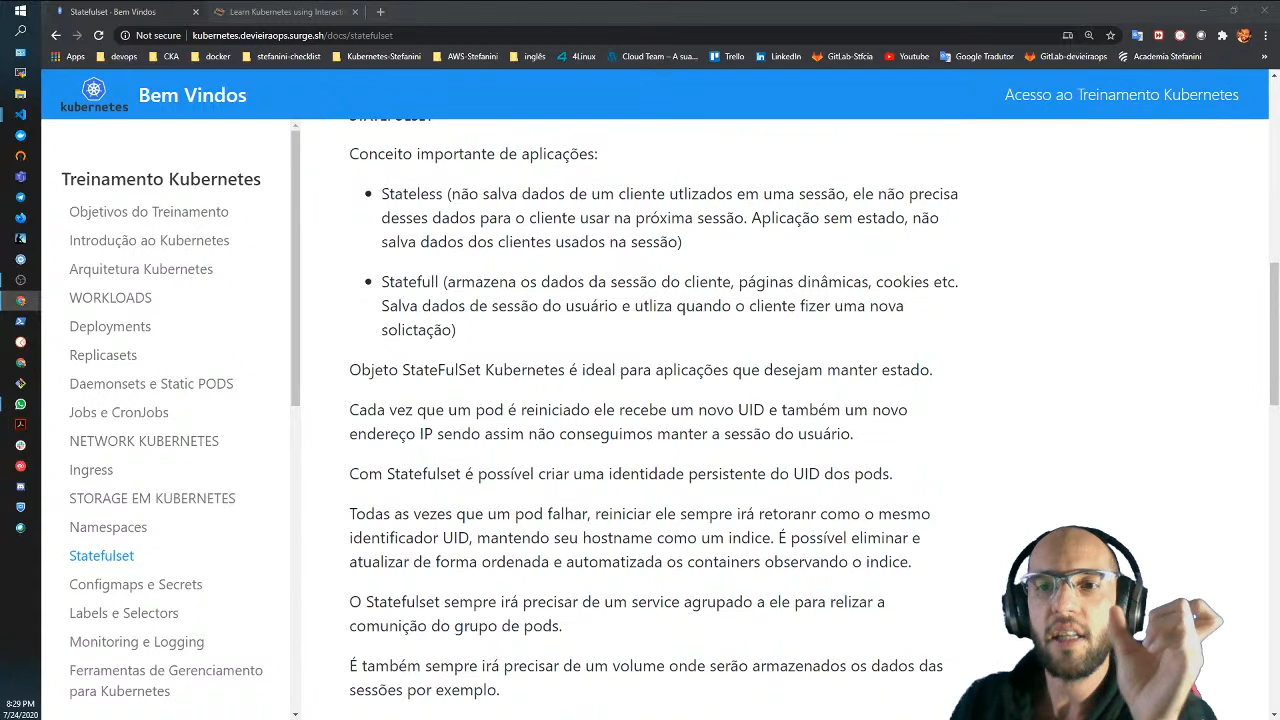 Statefulset · Bem Vindos
Learn Kubernetes using Interacti
Not secure
kubernetes.devieiraops.surge.sh/docs/statefulset
Apps
devops
CKA
docker
stefanini-checklist
Kubernetes-Stefanini
AWS-Stefanini
inglês
4Linux
Cloud Team – A sua...
Trello
LinkedIn
GitLab-Stfcia
Youtube
Google Tradutor
GitLab-devieiraops
Academia Stefanini
kubernetes
Bem Vindos
Acesso ao Treinamento Kubernetes
Treinamento Kubernetes
Objetivos do Treinamento
Introdução ao Kubernetes
Arquitetura Kubernetes
WORKLOADS
Deployments
Replicasets
Daemonsets e Static PODS
Jobs e CronJobs
NETWORK KUBERNETES
Ingress
STORAGE EM KUBERNETES
Namespaces
Statefulset
Configmaps e Secrets
Labels e Selectors
Monitoring e Logging
Ferramentas de Gerenciamento
para Kubernetes
STATEFULSET
Conceito importante de aplicações:
Stateless (não salva dados de um cliente utlizados em uma sessão, ele não precisa
desses dados para o cliente usar na próxima sessão. Aplicação sem estado, não
salva dados dos clientes usados na sessão)
Statefull (armazena os dados da sessão do cliente, páginas dinâmicas, cookies etc.
Salva dados de sessão do usuário e utliza quando o cliente fizer uma nova
solictação)
Objeto StateFulSet Kubernetes é ideal para aplicações que desejam manter estado.
Cada vez que um pod é reiniciado ele recebe um novo UID e também um novo
endereço IP sendo assim não conseguimos manter a sessão do usuário.
Com Statefulset é possível criar uma identidade persistente do UID dos pods.
Todas as vezes que um pod falhar, reiniciar ele sempre irá retoranr como o mesmo
identificador UID, mantendo seu hostname como um indice. É possível eliminar e
atualizar de forma ordenada e automatizada os containers observando o indice.
O Statefulset sempre irá precisar de um service agrupado a ele para relizar a
comunição do grupo de pods.
É também sempre irá precisar de um volume onde serão armazenados os dados das
sessões por exemplo.
8:29 PM
7/24/2020